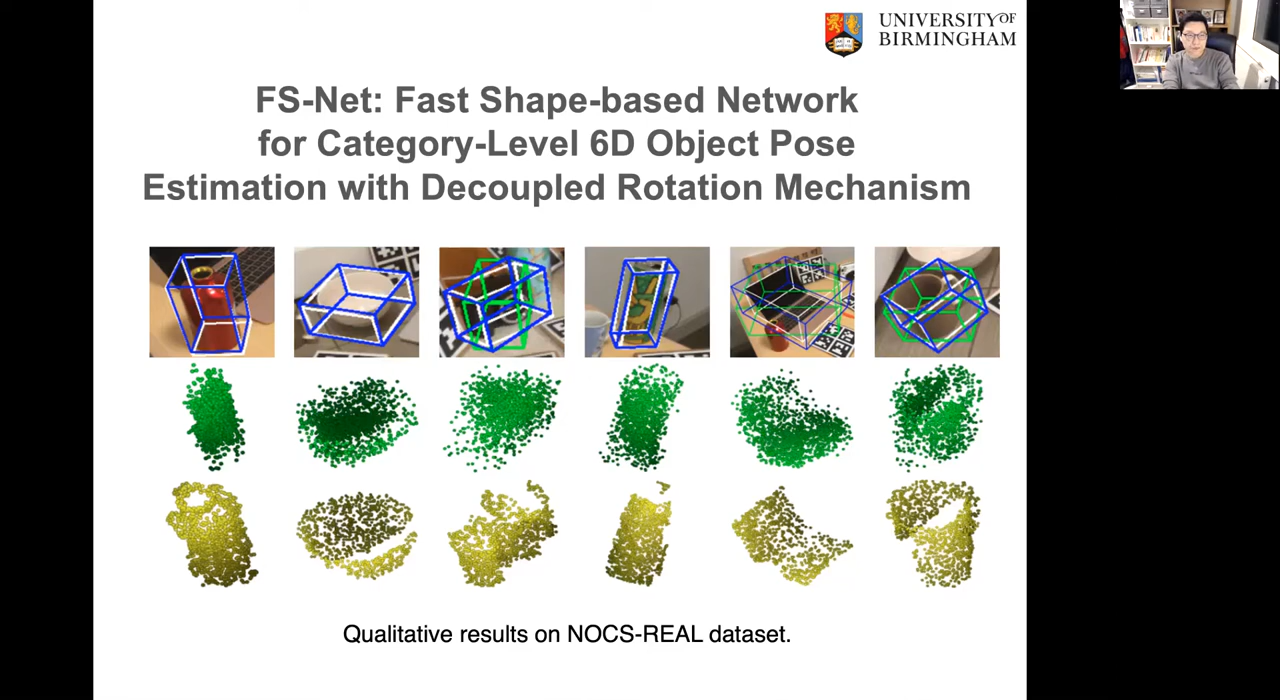 UNIVERSITY OF
BIRMINGHAM
FS-Net: Fast Shape-based Network
for Category-Level 6D Object Pose
Estimation with Decoupled Rotation Mechanism
Qualitative results on NOCS-REAL dataset.